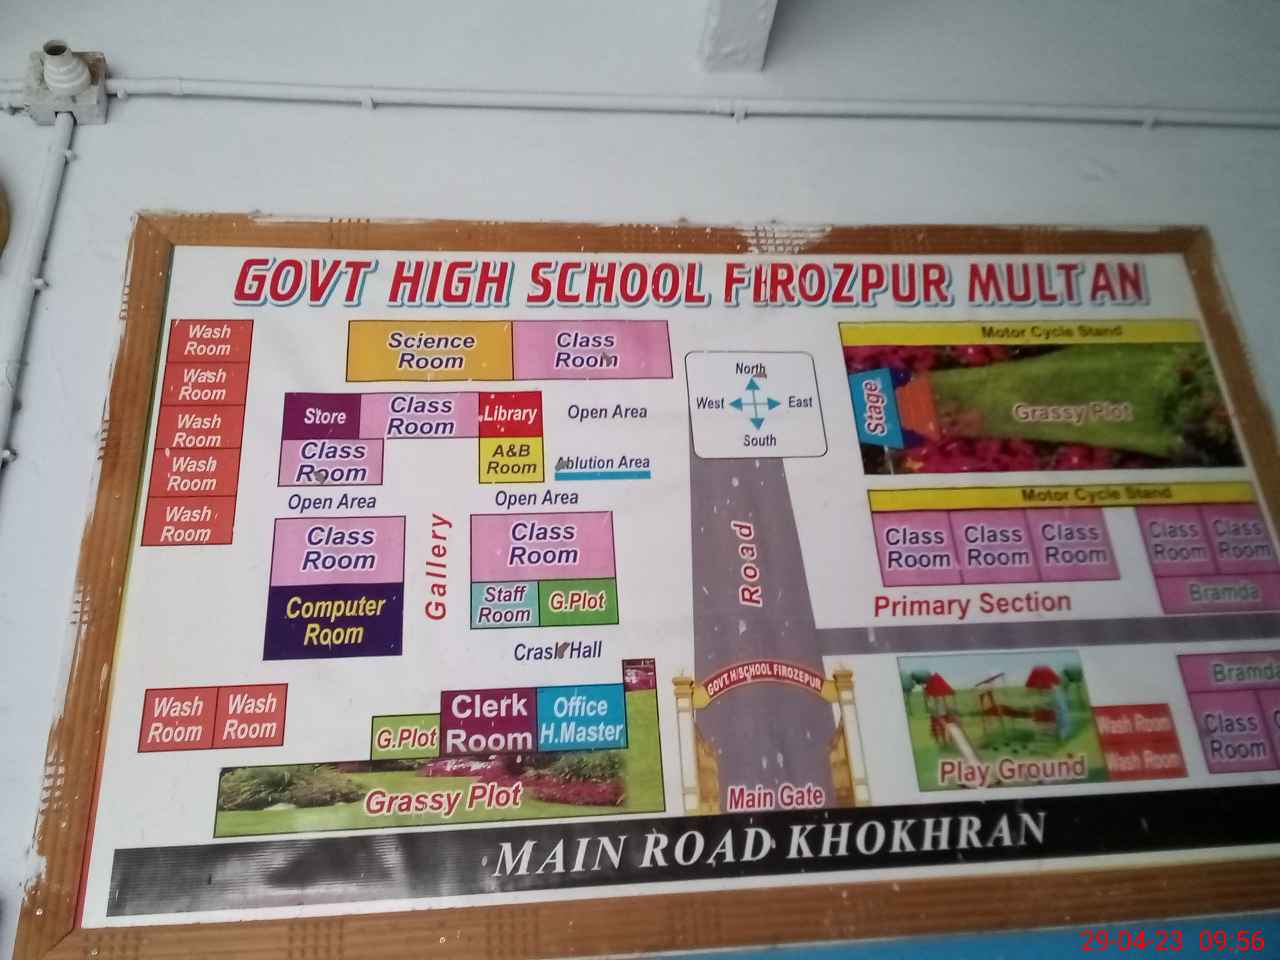 GOVT HIGH SCHOOL FIROZPUR MULTAN
Wash
Room
Wash
Room
Wash
Room
Wash
Room
Wash
Room
Science
Room
Class
Room
Store
Class
Room
Library
Open Area
Class
Room
A&B
Room
Ablution Area
Open Area
Open Area
Class
Room
Computer
Room
Gallery
Class
Room
Staff
Room
G.Plot
Hall
Wash
Room
Wash
Room
G.Plot
Clerk
Room
Office
H.Master
Grassy Plot
North
West
East
South
Road
GOVT H/SCHOOL FIROZEPUR
Main Gate
Motor Cycle Stand
Stage
Grassy Plot
Motor Cycle Stand
Class
Room
Class
Room
Class
Room
Class
Room
Class
Room
Bramda
Primary Section
Play Ground
Wash Room
Wash Room
Bramda
Class
Room
MAIN ROAD KHOKHRAN
29-04-23 09:56